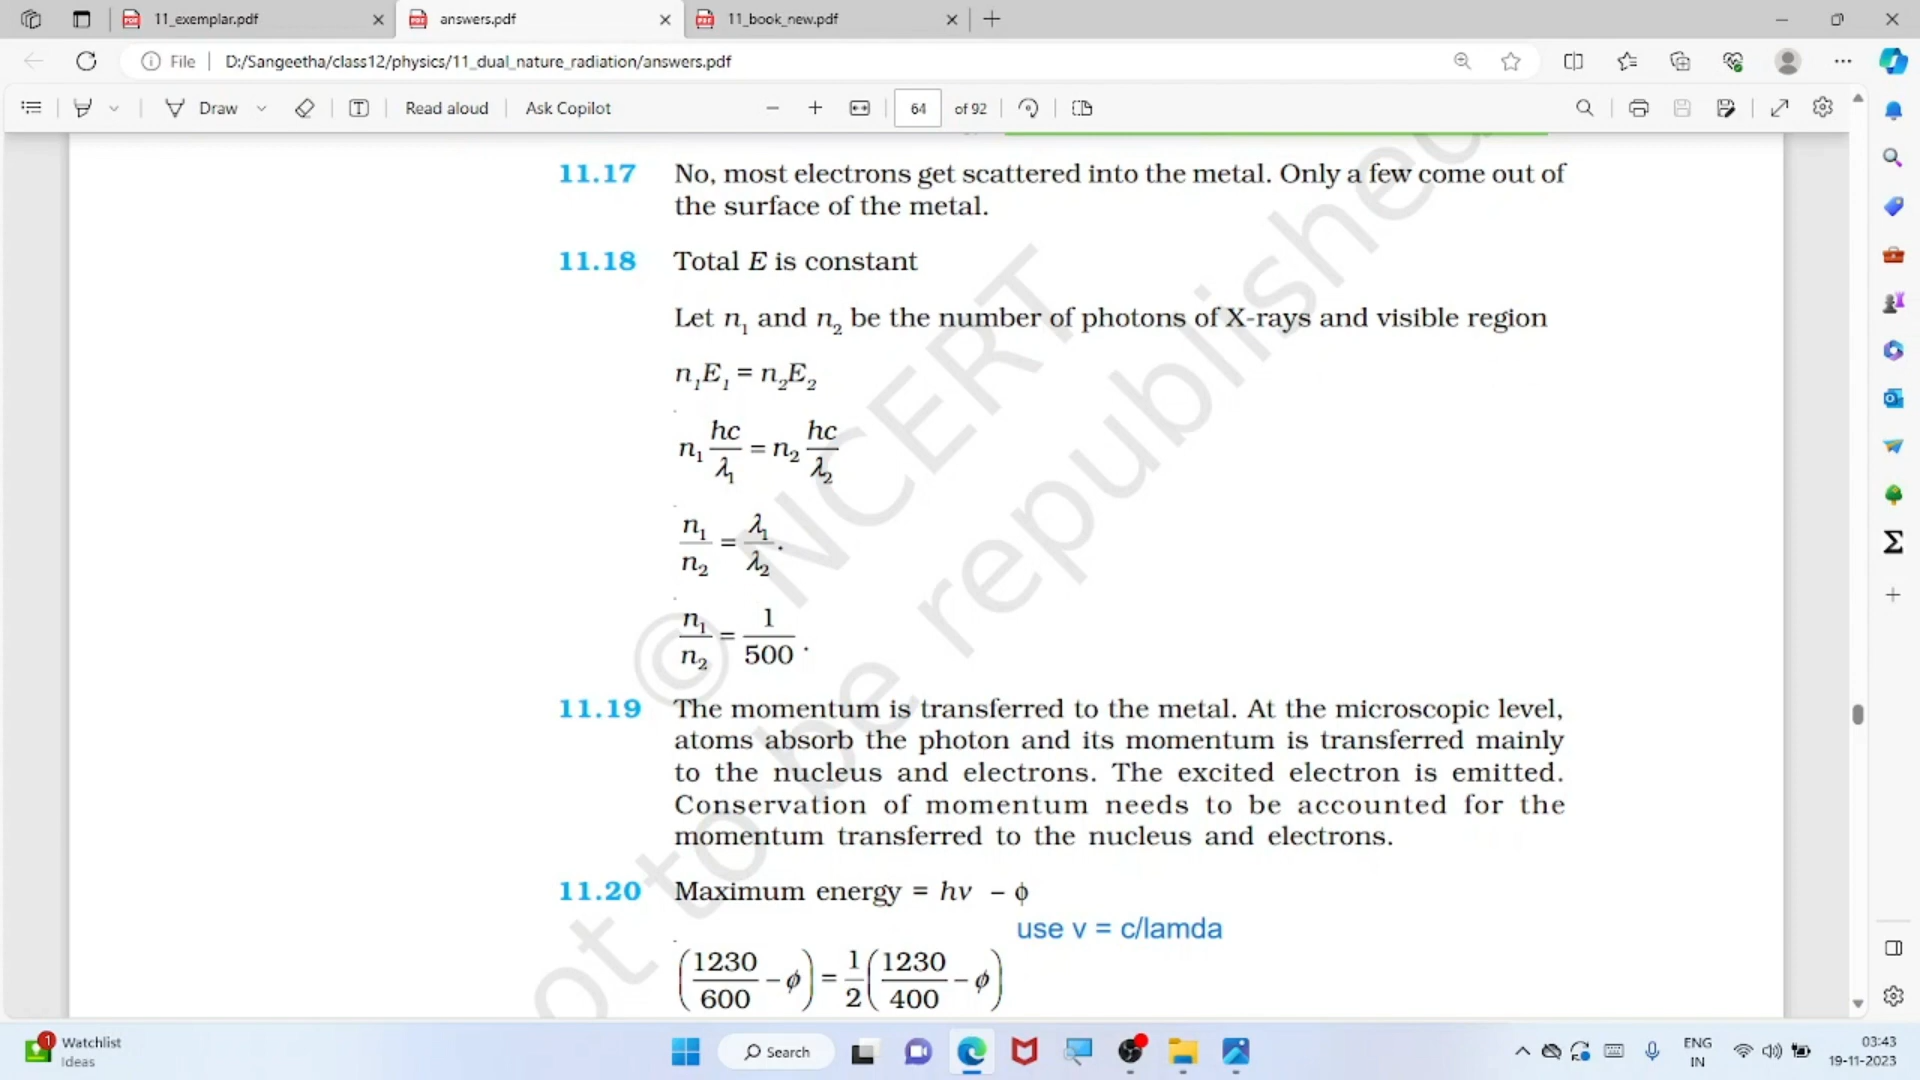 11_exemplar.pdf
answers.pdf
11_book_new.pdf
File D:/Sangeetha/class12/physics/11_dual_nature_radiation/answers.pdf
Draw
Read aloud
Ask Copilot
64 of 92
11.17 No, most electrons get scattered into the metal. Only a few come out of
the surface of the metal.
11.18 Total E is constant
Let n₁ and n₂ be the number of photons of X-rays and visible region
n₁E₁ = n₂E₂
n₁ hc/λ₁ = n₂ hc/λ₂
n₁/n₂ = λ₁/λ₂.
n₁/n₂ = 1/500.
11.19 The momentum is transferred to the metal. At the microscopic level,
atoms absorb the photon and its momentum is transferred mainly
to the nucleus and electrons. The excited electron is emitted.
Conservation of momentum needs to be accounted for the
momentum transferred to the nucleus and electrons.
11.20 Maximum energy = hν – ϕ
use v = c/lamda
(1230/600 – ϕ) = 1/2 (1230/400 – ϕ)
© NCERT
not to be republished
1 Watchlist
Ideas
Search
ENG
IN
03:43
19-11-2023